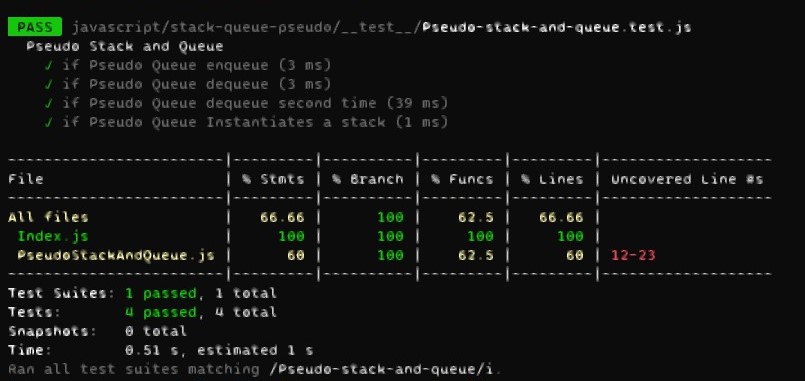 PASS javascript/stack-queue-pseudo/__test__/Pseudo-stack-and-queue.test.js
Pseudo Stack and Queue
✓ if Pseudo Queue enqueue (3 ms)
✓ if Pseudo Queue dequeue (3 ms)
✓ if Pseudo Queue dequeue second time (39 ms)
✓ if Pseudo Queue Instantiates a stack (1 ms)
-----------------------|---------|----------|---------|---------|-------------------
File | % Stmts | % Branch | % Funcs | % Lines | Uncovered Line #s
-----------------------|---------|----------|---------|---------|-------------------
All files | 66.66 | 100 | 62.5 | 66.66 |
Index.js | 100 | 100 | 100 | 100 |
PseudoStackAndQueue.js | 60 | 100 | 62.5 | 60 | 12-23
-----------------------|---------|----------|---------|---------|-------------------
Test Suites: 1 passed, 1 total
Tests: 4 passed, 4 total
Snapshots: 0 total
Time: 0.51 s, estimated 1 s
Ran all test suites matching /Pseudo-stack-and-queue/i.